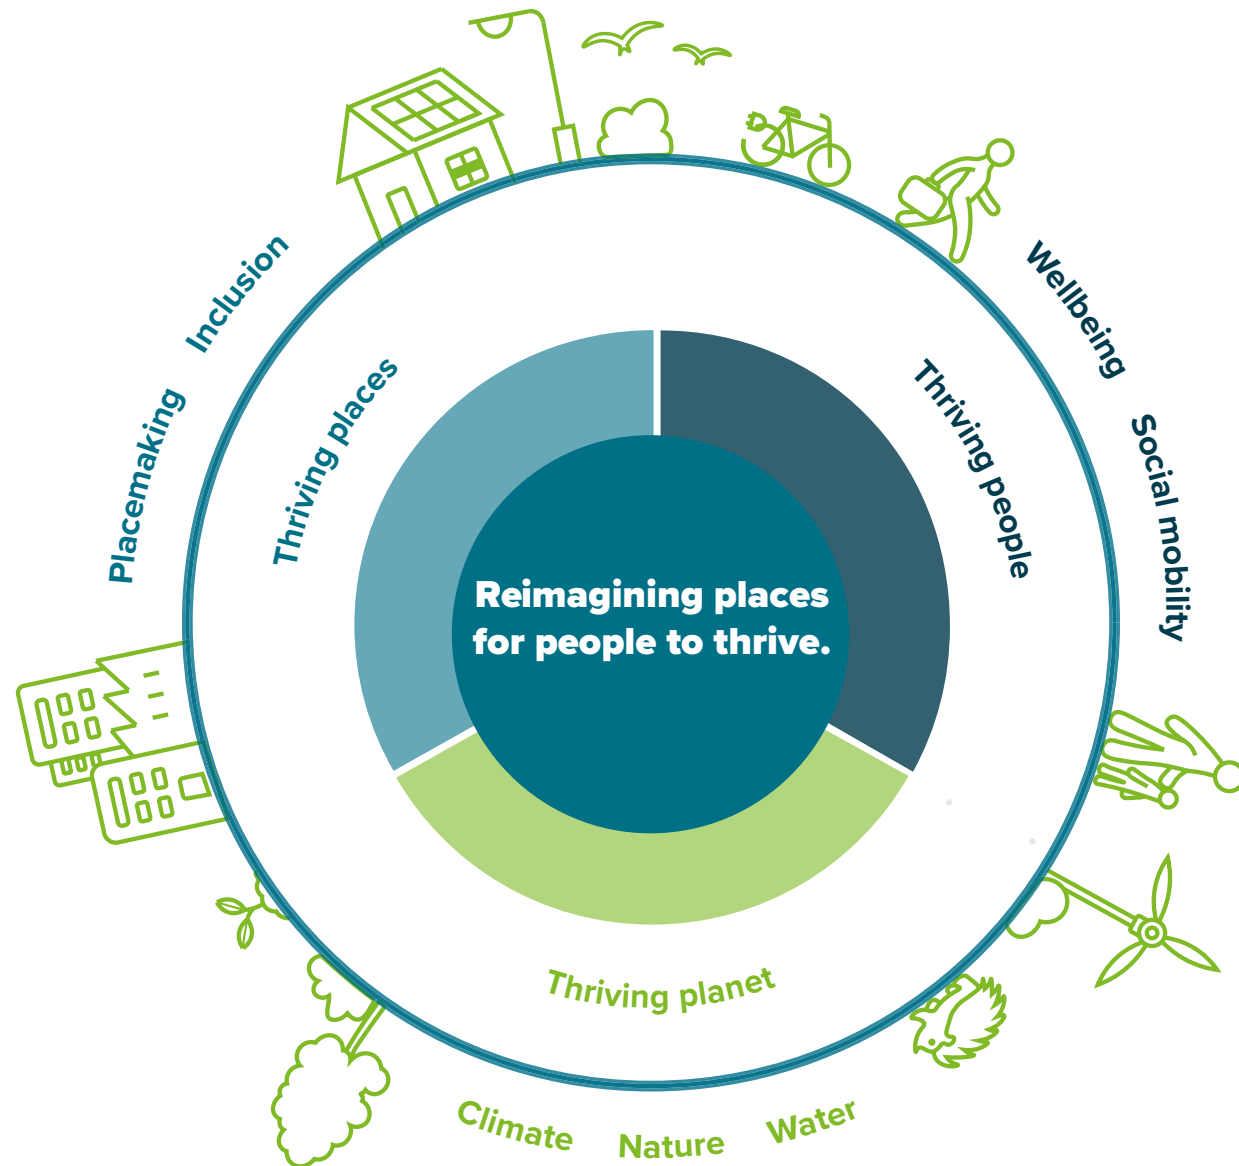 Inclusion
Placemaking
Thriving places
Wellbeing
Social mobility
Thriving people
Reimagining places
for people to thrive.
Thriving planet
Climate
Nature
Water